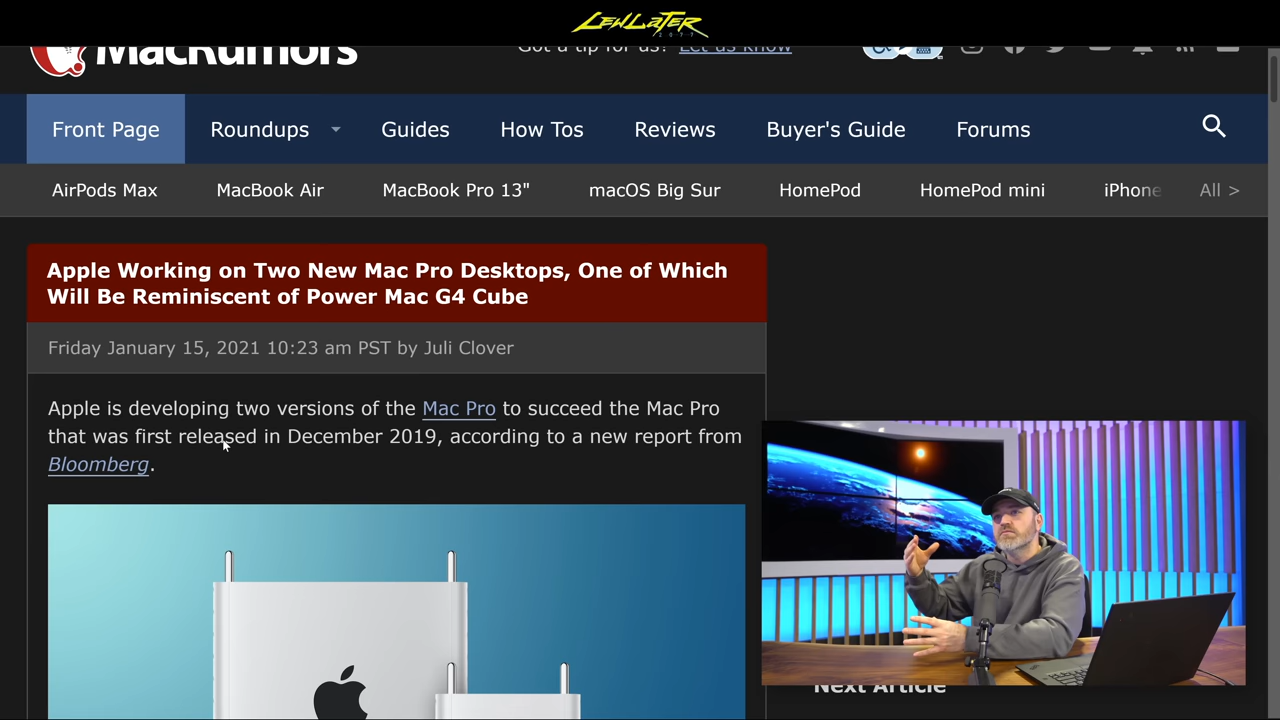 LEWLATER
2077
MacRumors
Got a tip for us? Let us know
Front Page Roundups Guides How Tos Reviews Buyer's Guide Forums
AirPods Max MacBook Air MacBook Pro 13" macOS Big Sur HomePod HomePod mini iPhone All >
Apple Working on Two New Mac Pro Desktops, One of Which
Will Be Reminiscent of Power Mac G4 Cube
Friday January 15, 2021 10:23 am PST by Juli Clover
Apple is developing two versions of the Mac Pro to succeed the Mac Pro
that was first released in December 2019, according to a new report from
Bloomberg.
Next Article